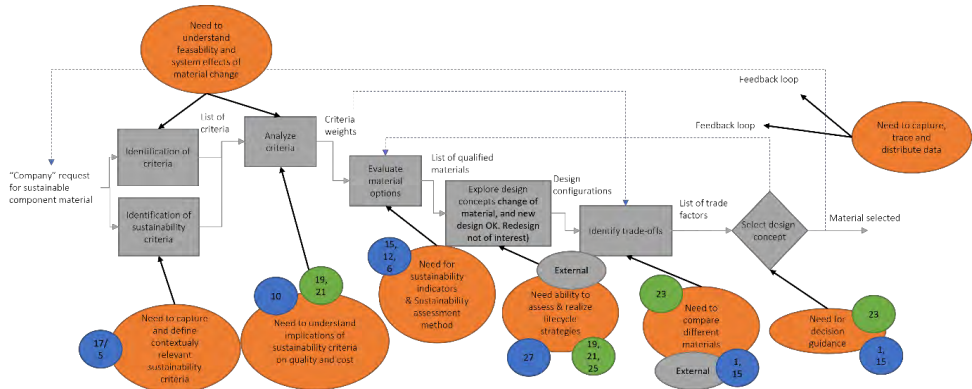 Need to
understand
feasability and
system effects of
material change
Feedback loop
Feedback loop
Need to capture,
trace and
distribute data
List of
criteria
Criteria
weights
Identification of
criteria
Analyze
criteria
"Company" request
for sustainable
component material
Identification of
sustainability
criteria
Evaluate
material
options
List of qualified
materials
Explore design
concepts change of
material, and new
design OK. Redesign
not of interest)
Design
configurations
Identify trade-offs
List of trade
factors
Select design
concept
Material selected
15,
12,
6
Need for
sustainability
indicators
& Sustainability
assessment
method
External
Need ability to
assess & realize
lifecycle
strategies
27
19,
21,
25
10
19,
21
Need to understand
implications of
sustainability criteria
on quality and cost
17/
5
Need to capture
and define
contextualy
relevant
sustainability
criteria
23
Need to
compare
different
materials
External
1,
15
23
Need for
decision
guidance
1,
15